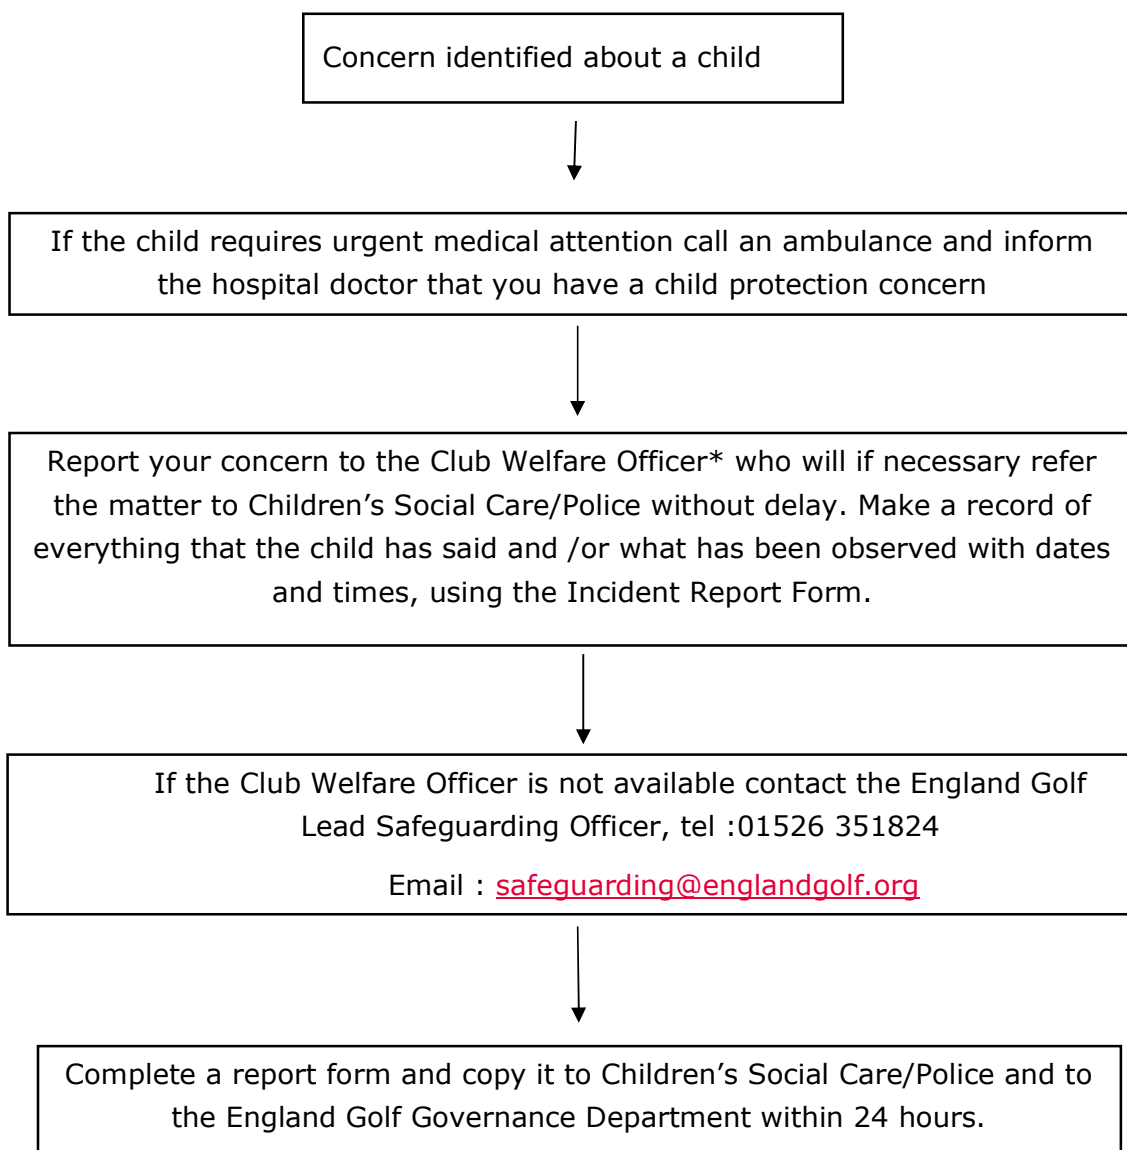 Concern identified about a child
If the child requires urgent medical attention call an ambulance and inform
the hospital doctor that you have a child protection concern
Report your concern to the Club Welfare Officer* who will if necessary refer
the matter to Children’s Social Care/Police without delay. Make a record of
everything that the child has said and /or what has been observed with dates
and times, using the Incident Report Form.
If the Club Welfare Officer is not available contact the England Golf
Lead Safeguarding Officer, tel :01526 351824
Email : safeguarding@englandgolf.org
Complete a report form and copy it to Children’s Social Care/Police and to
the England Golf Governance Department within 24 hours.